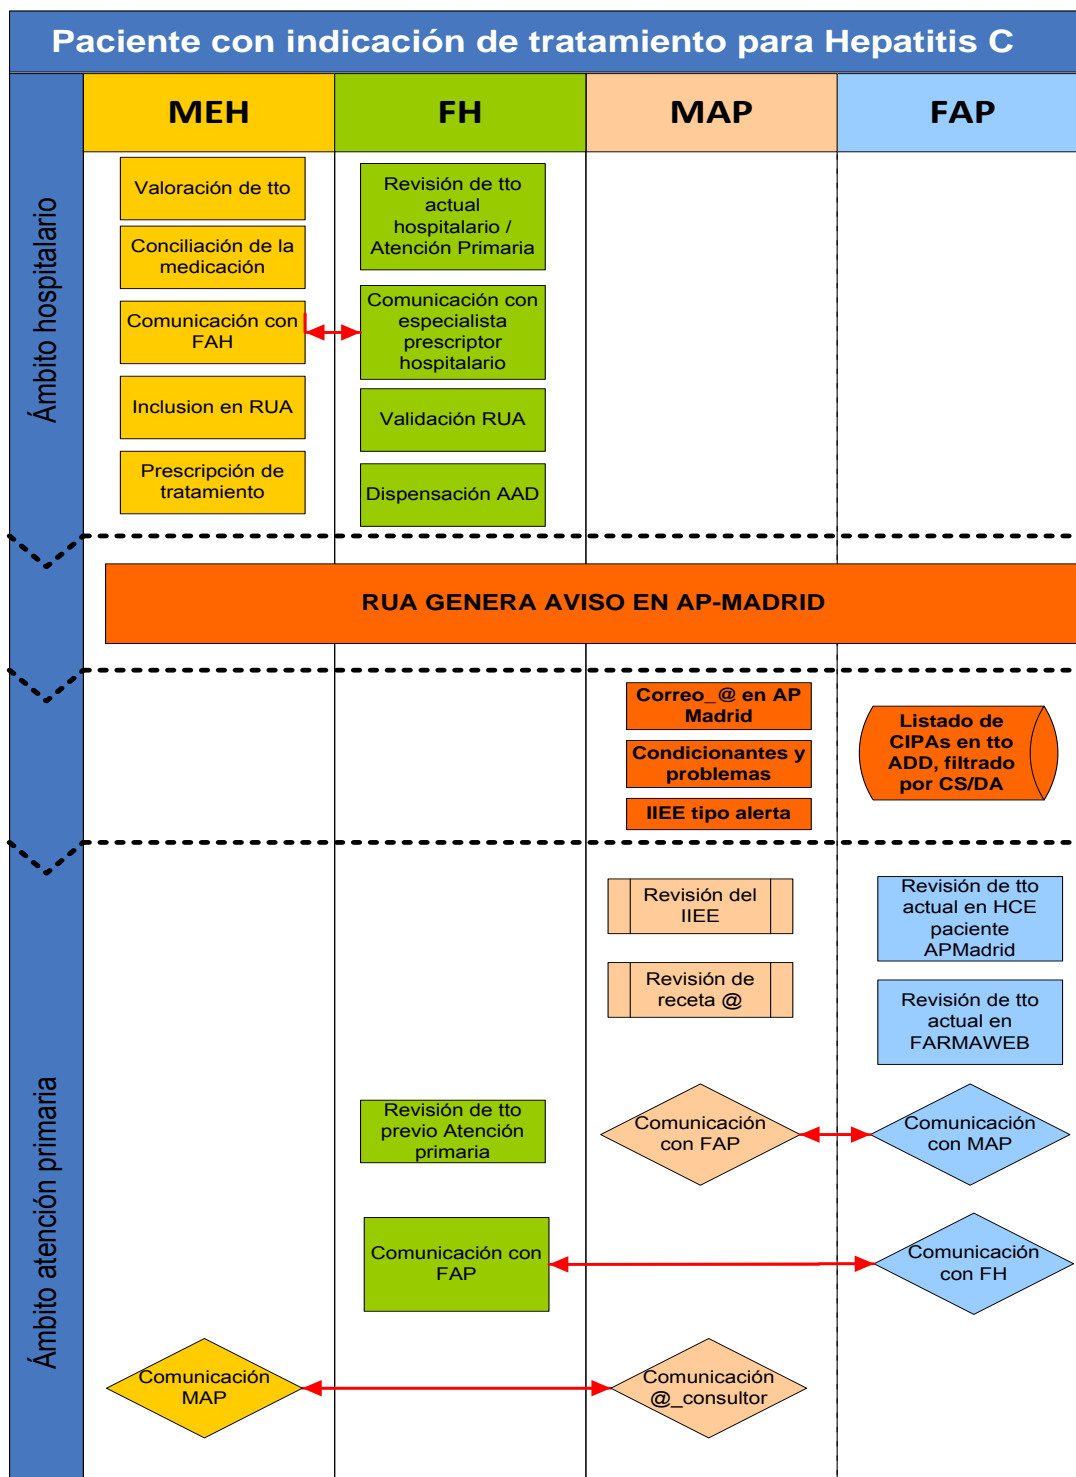 Paciente con indicación de tratamiento para Hepatitis C
MEH
FH
MAP
FAP
Ámbito hospitalario
Valoración de tto
Conciliación de la
medicación
Comunicación con
FAH
Inclusion en RUA
Prescripción de
tratamiento
Revisión de tto
actual
hospitalario /
Atención Primaria
Comunicación con
especialista
prescriptor
hospitalario
Validación RUA
Dispensación AAD
RUA GENERA AVISO EN AP-MADRID
Correo_@ en AP
Madrid
Condicionantes y
problemas
IIEE tipo alerta
Listado de
CIPAs en tto
ADD, filtrado
por CS/DA
Ámbito atención primaria
Revisión del
IIEE
Revisión de
receta @
Revisión de tto
actual en HCE
paciente
APMadrid
Revisión de tto
actual en
FARMAWEB
Revisión de tto
previo Atención
primaria
Comunicación
con FAP
Comunicación
con MAP
Comunicación con
FAP
Comunicación
con FH
Comunicación
MAP
Comunicación
@_consultor